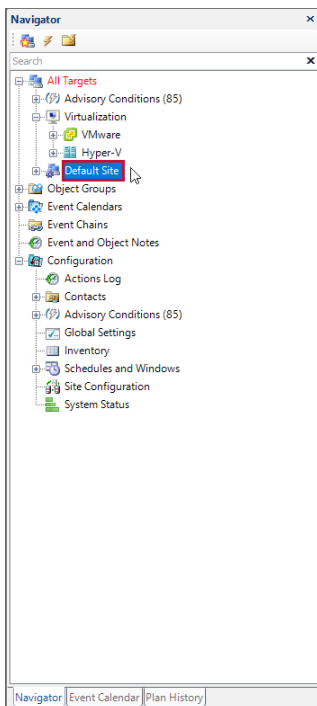 Navigator
Search
All Targets
Advisory Conditions (85)
Virtualization
VMware
Hyper-V
Default Site
Object Groups
Event Calendars
Event Chains
Event and Object Notes
Configuration
Actions Log
Contacts
Advisory Conditions (85)
Global Settings
Inventory
Schedules and Windows
Site Configuration
System Status
Navigator Event Calendar Plan History